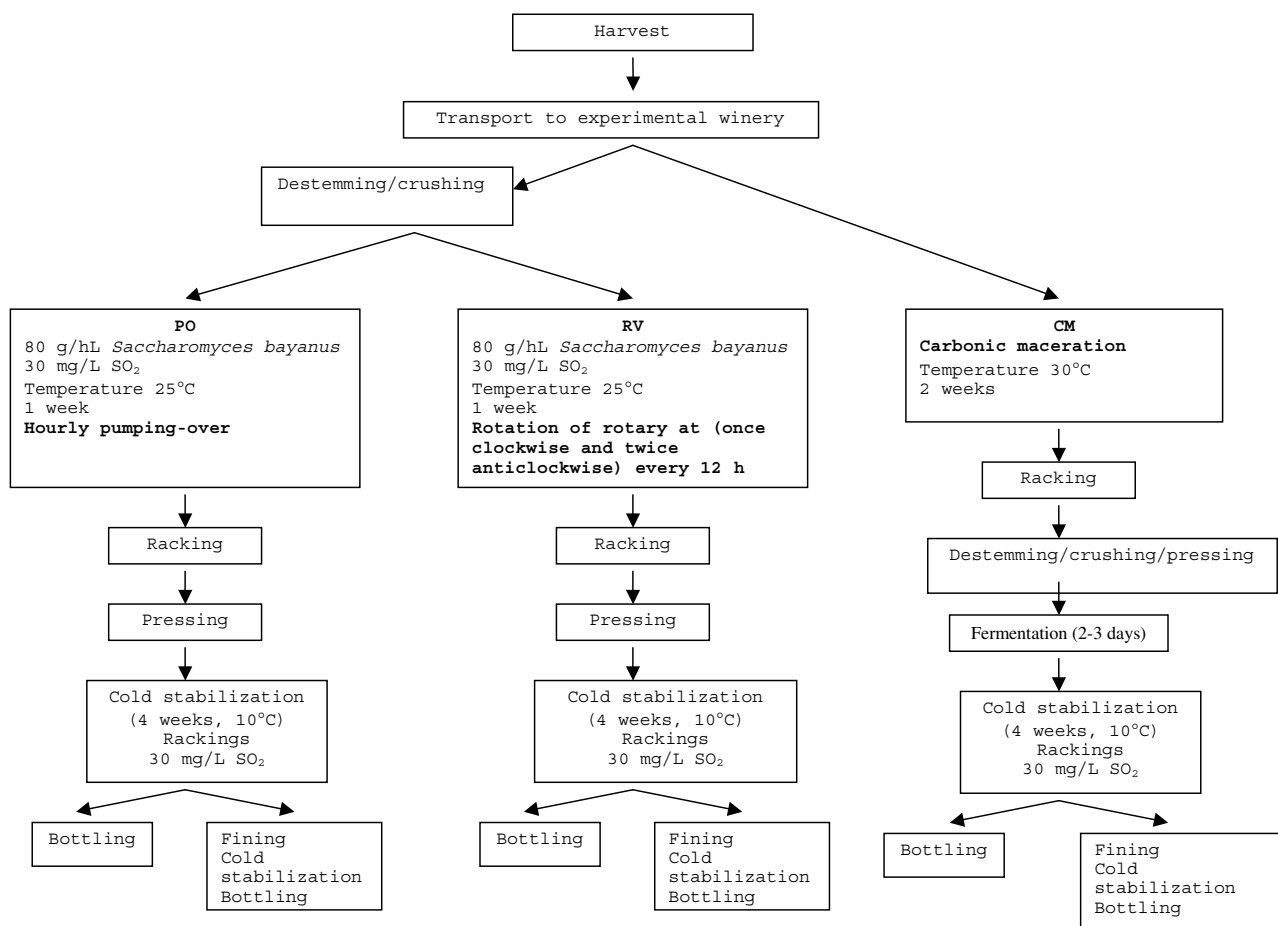 Harvest
Transport to experimental winery
Destemming/crushing
PO
80 g/hL Saccharomyces bayanus
30 mg/L SO₂
Temperature 25°C
1 week
Hourly pumping-over
RV
80 g/hL Saccharomyces bayanus
30 mg/L SO₂
Temperature 25°C
1 week
Rotation of rotary at (once
clockwise and twice
anticlockwise) every 12 h
CM
Carbonic maceration
Temperature 30°C
2 weeks
Racking
Racking
Racking
Destemming/crushing/pressing
Pressing
Pressing
Fermentation (2-3 days)
Cold stabilization
(4 weeks, 10°C)
Rackings
30 mg/L SO₂
Cold stabilization
(4 weeks, 10°C)
Rackings
30 mg/L SO₂
Cold stabilization
(4 weeks, 10°C)
Rackings
30 mg/L SO₂
Bottling
Fining
Cold
stabilization
Bottling
Bottling
Fining
Cold
stabilization
Bottling
Bottling
Fining
Cold
stabilization
Bottling